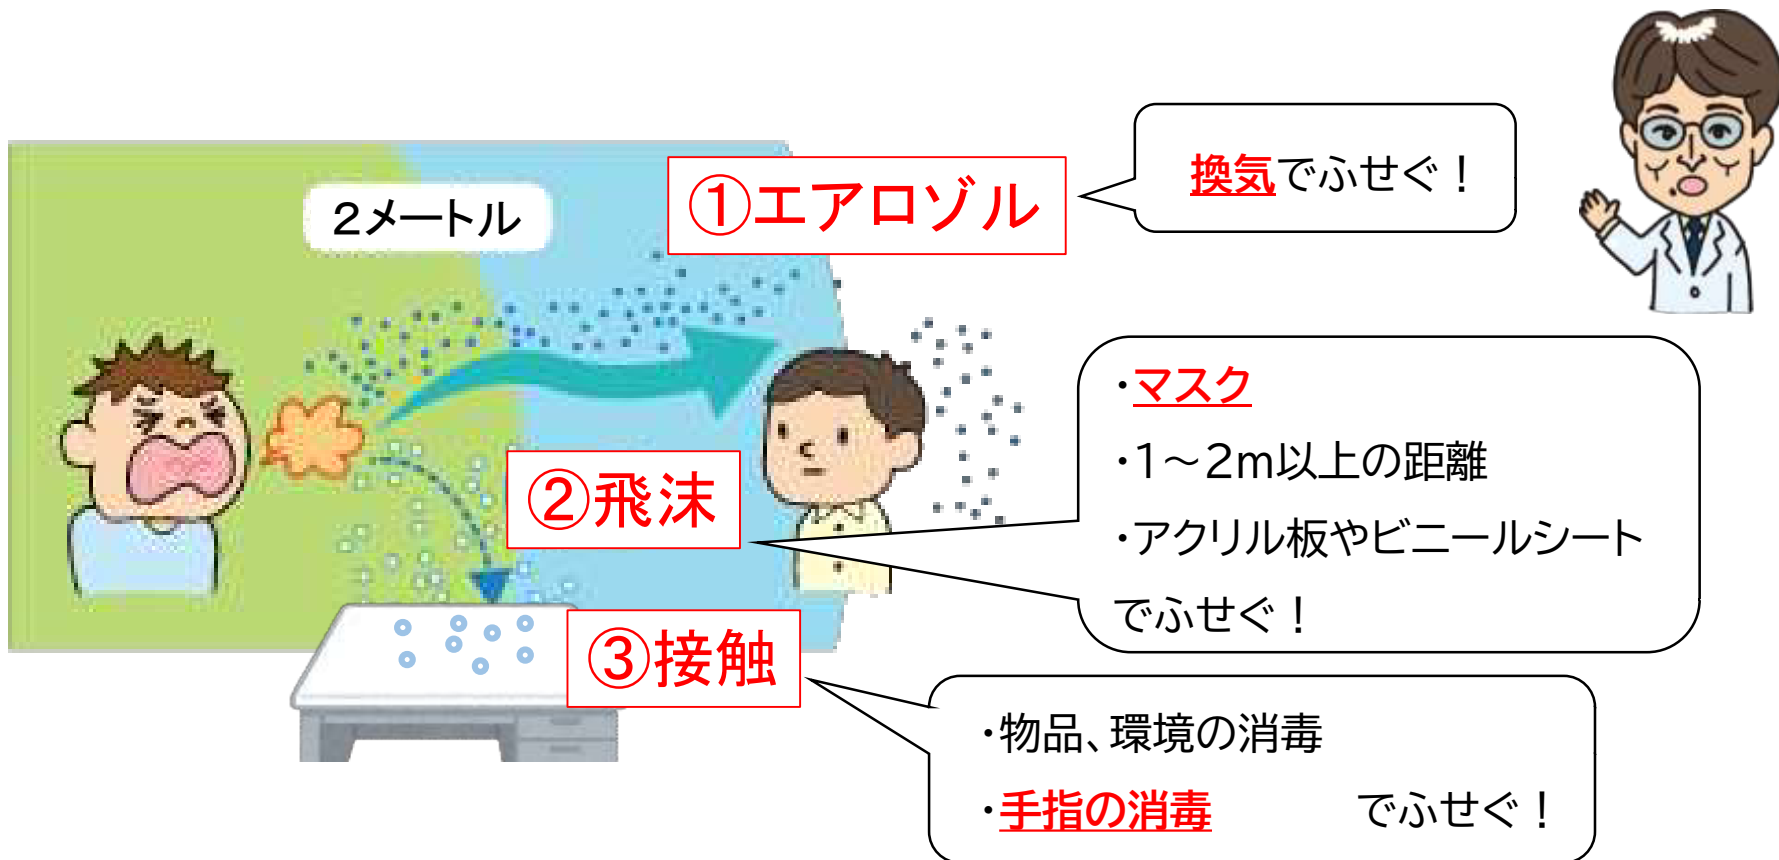 2メートル
①エアロゾル
換気でふせぐ！
②飛沫
・マスク
・1～2m以上の距離
・アクリル板やビニールシート
でふせぐ！
③接触
・物品、環境の消毒
・手指の消毒 でふせぐ！